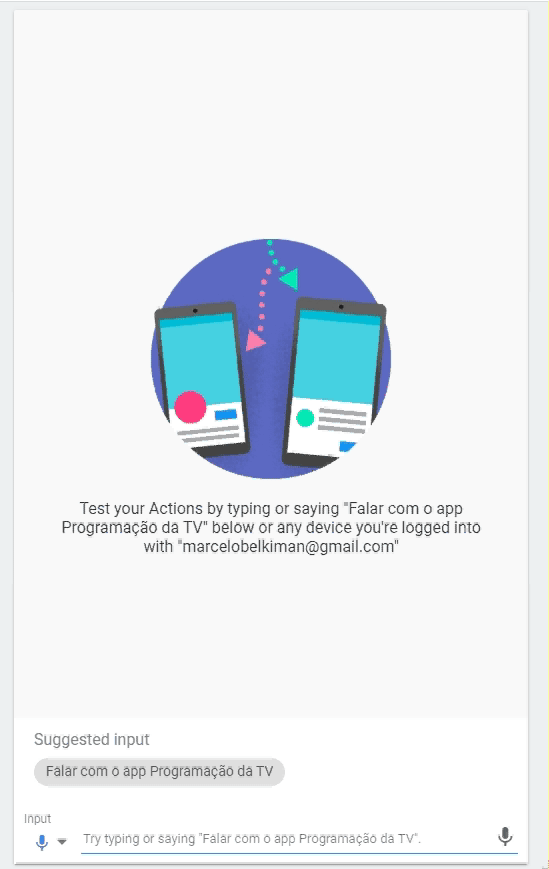 Test your Actions by typing or saying "Falar com o app
Programação da TV" below or any device you're logged into
with "marcelobelkiman@gmail.com"
Suggested input
Falar com o app Programação da TV
Input
Try typing or saying "Falar com o app Programação da TV".